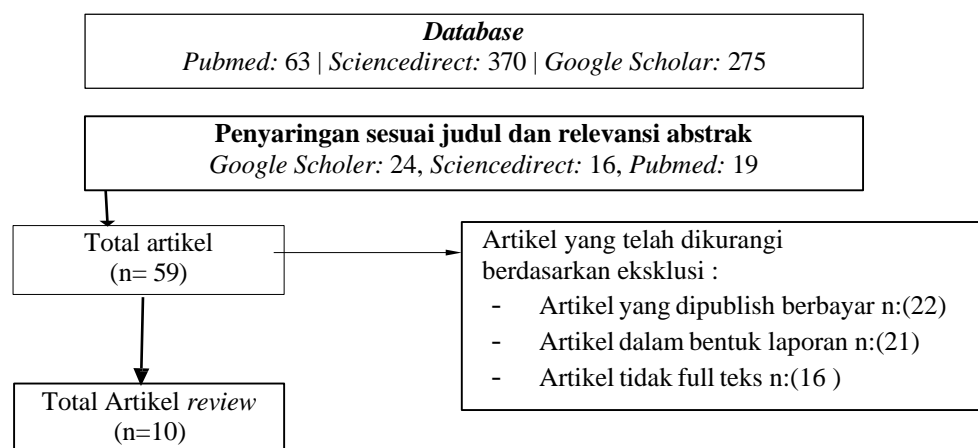 Database
Pubmed: 63 | Sciencedirect: 370 | Google Scholar: 275
Penyaringan sesuai judul dan relevansi abstrak
Google Scholer: 24, Sciencedirect: 16, Pubmed: 19
Total artikel
(n= 59)
Artikel yang telah dikurangi
berdasarkan eksklusi :
- Artikel yang dipublish berbayar n:(22)
- Artikel dalam bentuk laporan n:(21)
- Artikel tidak full teks n:(16 )
Total Artikel review
(n=10)